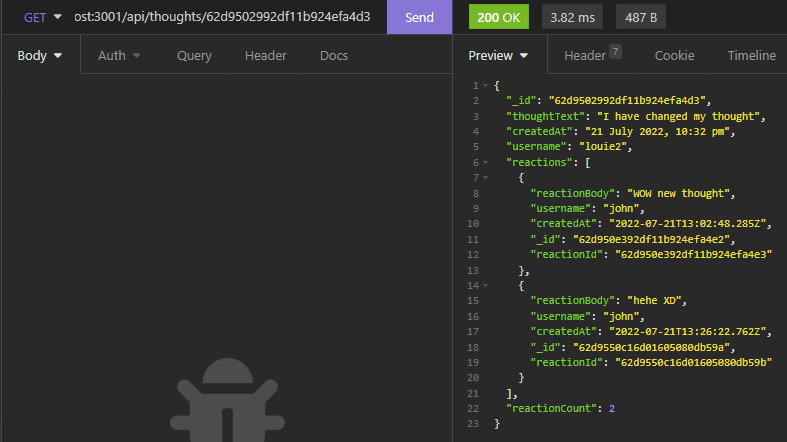 GET ost:3001/api/thoughts/62d9502992df11b924efa4d3 Send 200 OK 3.82 ms 487 B
Body Auth Query Header Docs Preview Header 7 Cookie Timeline
1 {
2 "_id": "62d9502992df11b924efa4d3",
3 "thoughtText": "I have changed my thought",
4 "createdAt": "21 July 2022, 10:32 pm",
5 "username": "louie2",
6 "reactions": [
7 {
8 "reactionBody": "WOW new thought",
9 "username": "john",
10 "createdAt": "2022-07-21T13:02:48.285Z",
11 "_id": "62d950e392df11b924efa4e2",
12 "reactionId": "62d950e392df11b924efa4e3"
13 },
14 {
15 "reactionBody": "hehe XD",
16 "username": "john",
17 "createdAt": "2022-07-21T13:26:22.762Z",
18 "_id": "62d9550c16d01605080db59a",
19 "reactionId": "62d9550c16d01605080db59b"
20 }
21 ],
22 "reactionCount": 2
23 }